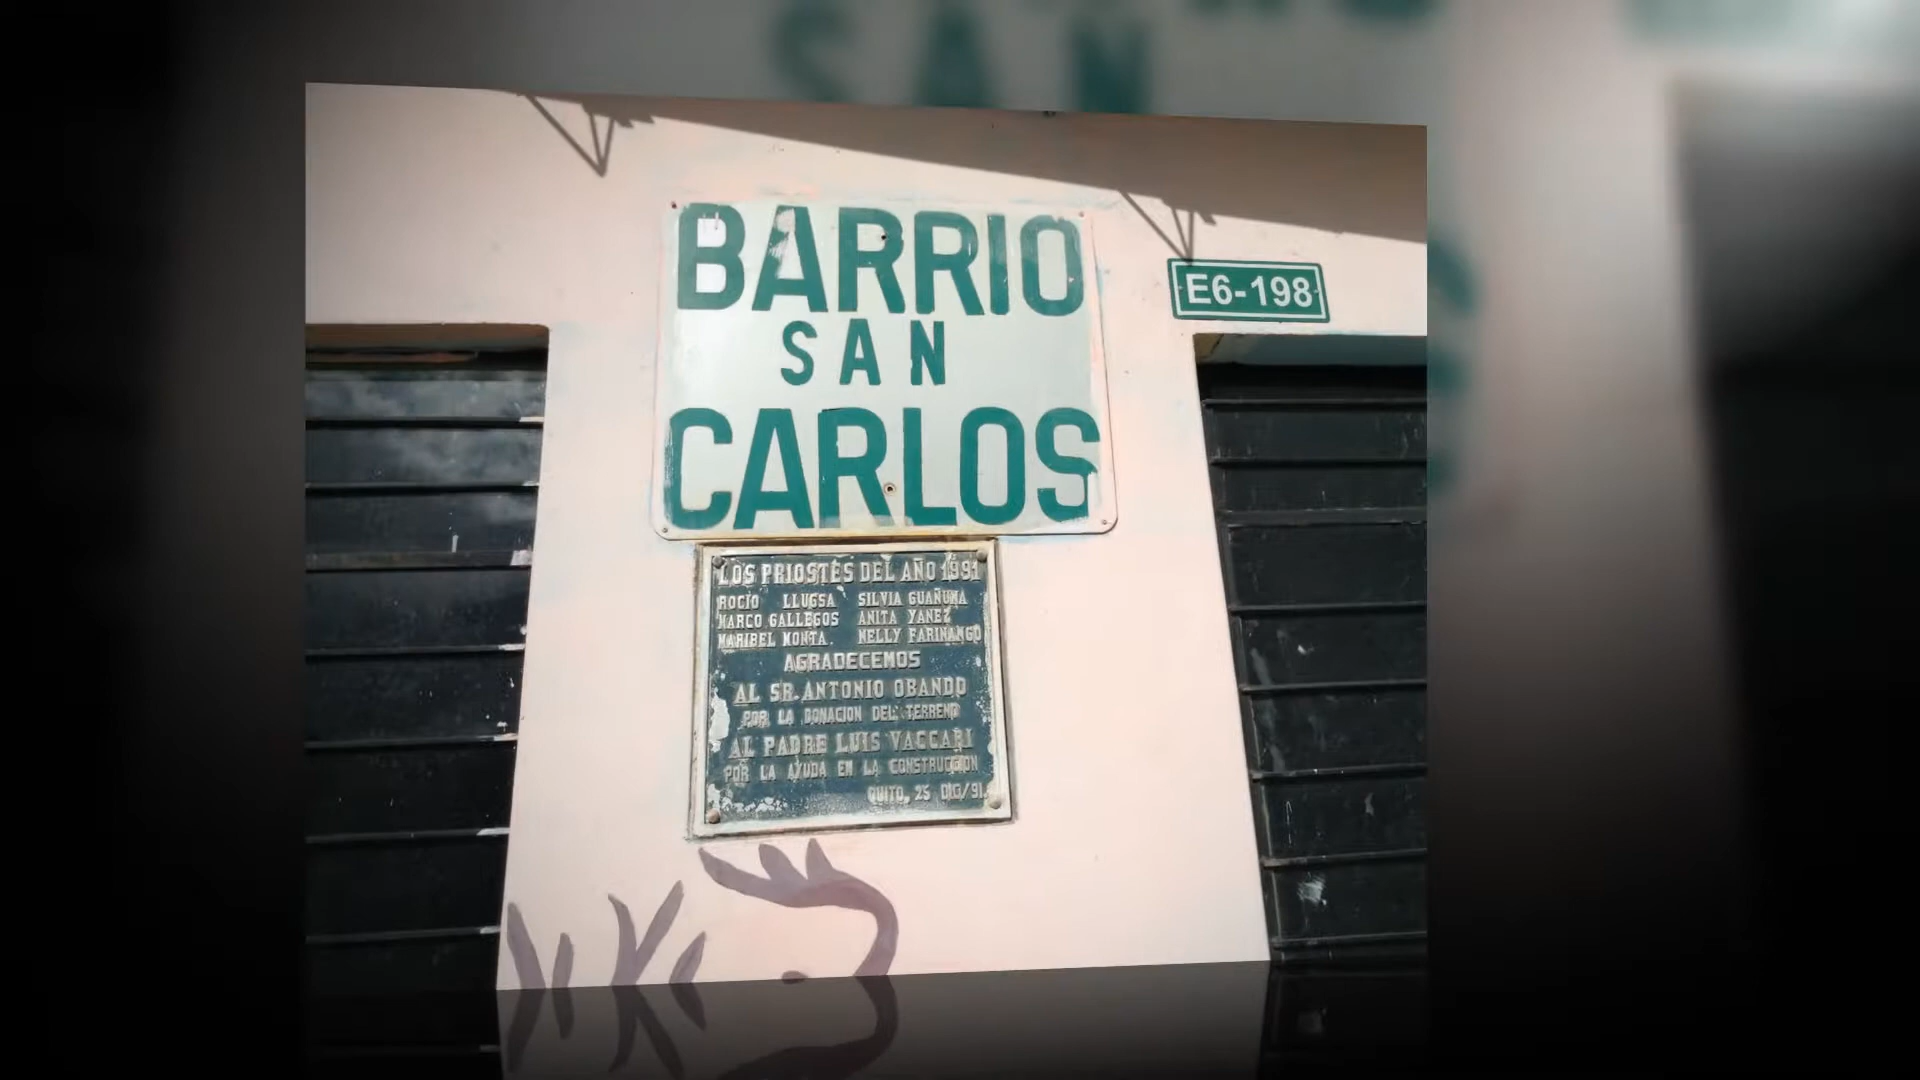 BARRIO
SAN
CARLOS
E6-198
LOS PRIOSTES DEL AÑO 1991
ROCIO LLUGSA SILVIA GUAÑUNA
MARCO GALLEGOS ANITA YANEZ
MARIBEL MONTA. NELLY FARINANGO
AGRADECEMOS
AL SR. ANTONIO OBANDO
POR LA DONACION DEL TERRENO
AL PADRE LUIS VACCARI
POR LA AYUDA EN LA CONSTRUCCION
QUITO, 25 DIC/91